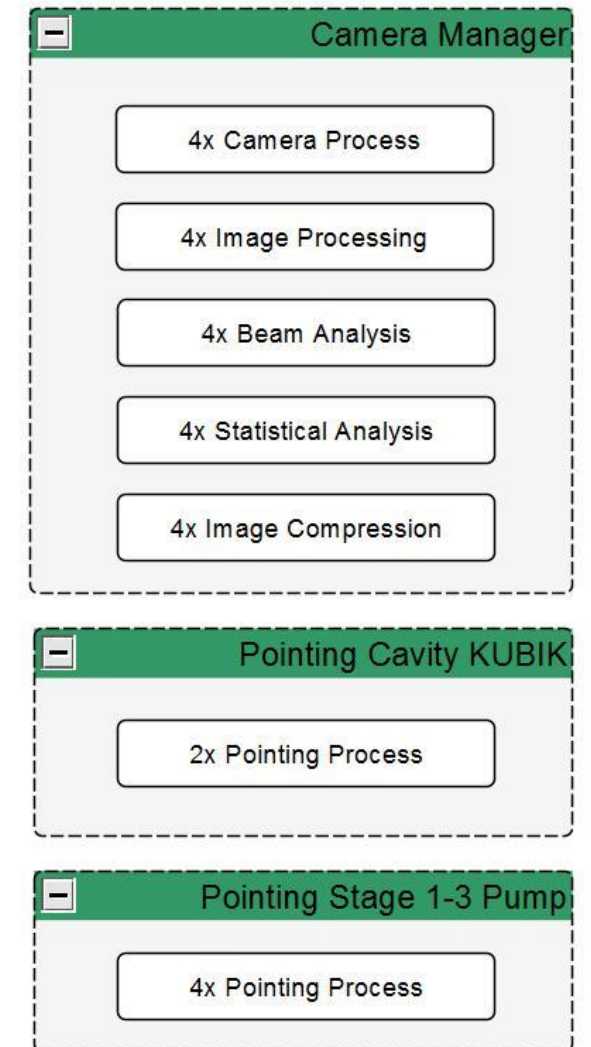 Camera Manager
4x Camera Process
4x Image Processing
4x Beam Analysis
4x Statistical Analysis
4x Image Compression
Pointing Cavity KUBIK
2x Pointing Process
Pointing Stage 1-3 Pump
4x Pointing Process